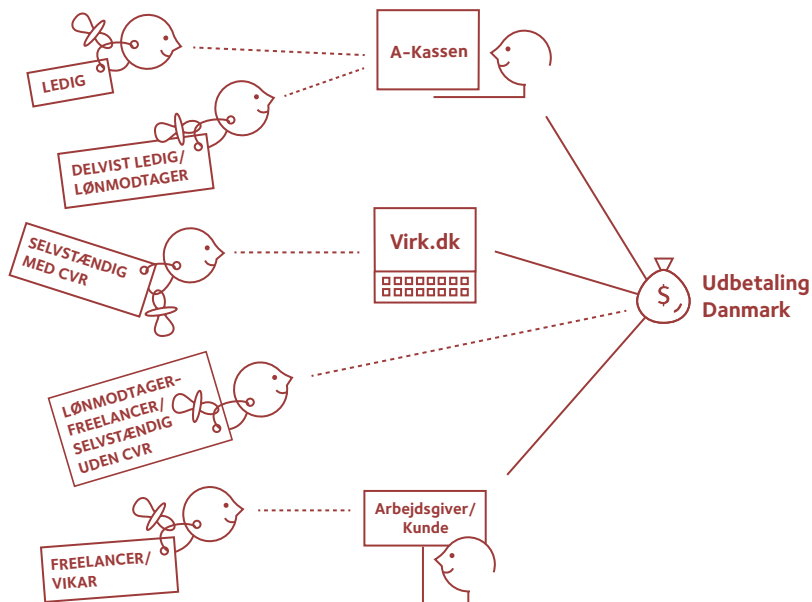 LEDIG
A-Kassen
DELVIST LEDIG/
LØNMODTAGER
SELVSTÆNDIG
MED CVR
Virk.dk
$
Udbetaling
Danmark
LØNMODTAGER-
FREELANCER/
SELVSTÆNDIG
UDEN CVR
Arbejdsgiver/
Kunde
FREELANCER/
VIKAR